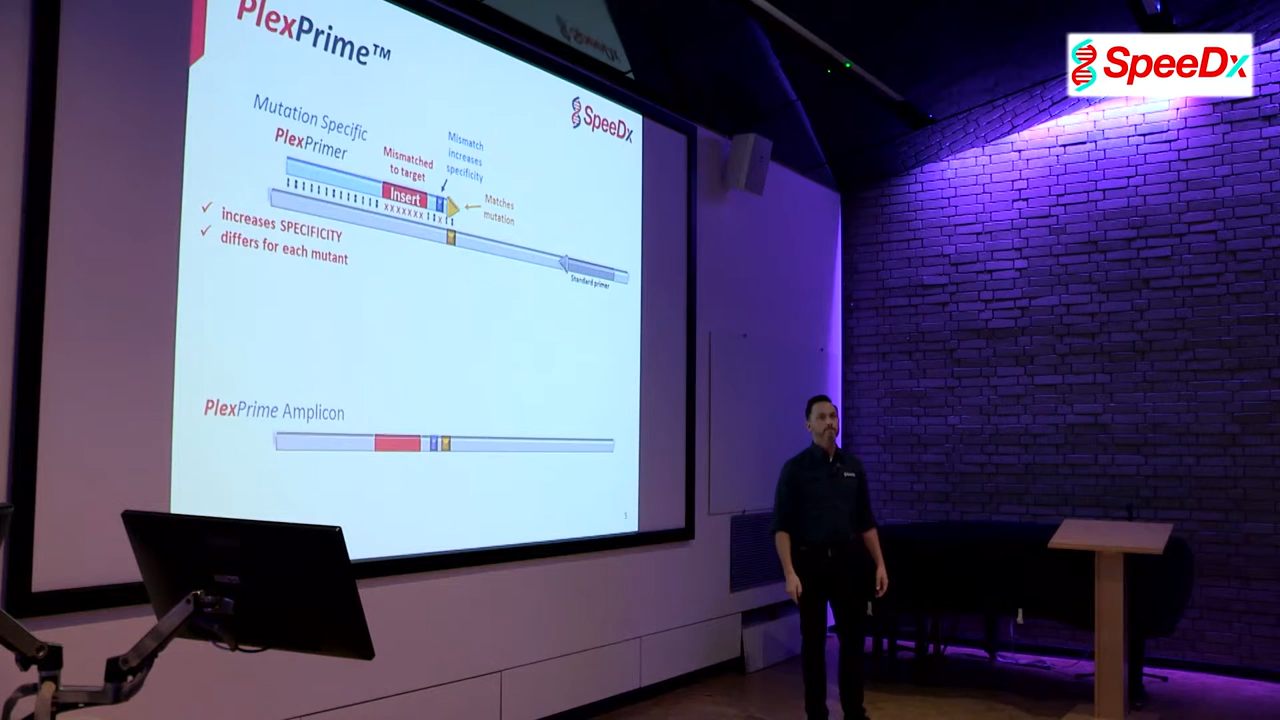 PlexPrime™
SpeeDx
SpeeDx
Mutation Specific
PlexPrimer
Mismatched
to target
Mismatch
increases
specificity
Matches
mutation
Insert
xxxxxxx
x
✓ increases SPECIFICITY
✓ differs for each mutant
Standard primer
PlexPrime Amplicon